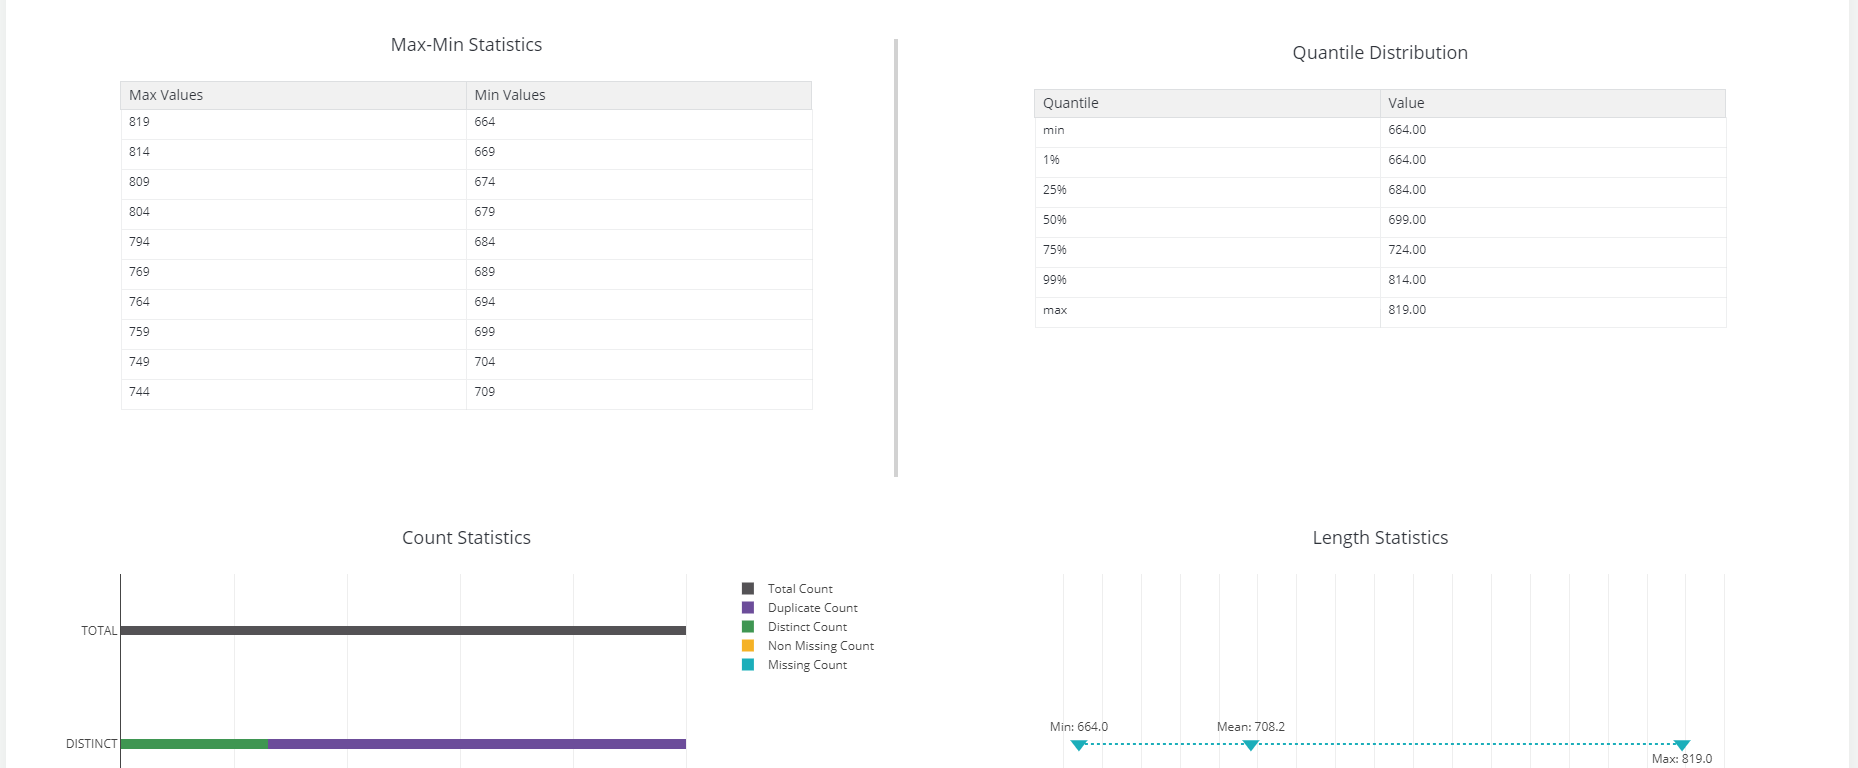 Max-Min Statistics
Max Values Min Values
819 664
814 669
809 674
804 679
794 684
769 689
764 694
759 699
749 704
744 709
Quantile Distribution
Quantile Value
min 664.00
1% 664.00
25% 684.00
50% 699.00
75% 724.00
99% 814.00
max 819.00
Count Statistics
TOTAL
DISTINCT
Total Count
Duplicate Count
Distinct Count
Non Missing Count
Missing Count
Length Statistics
Min: 664.0
Mean: 708.2
Max: 819.0